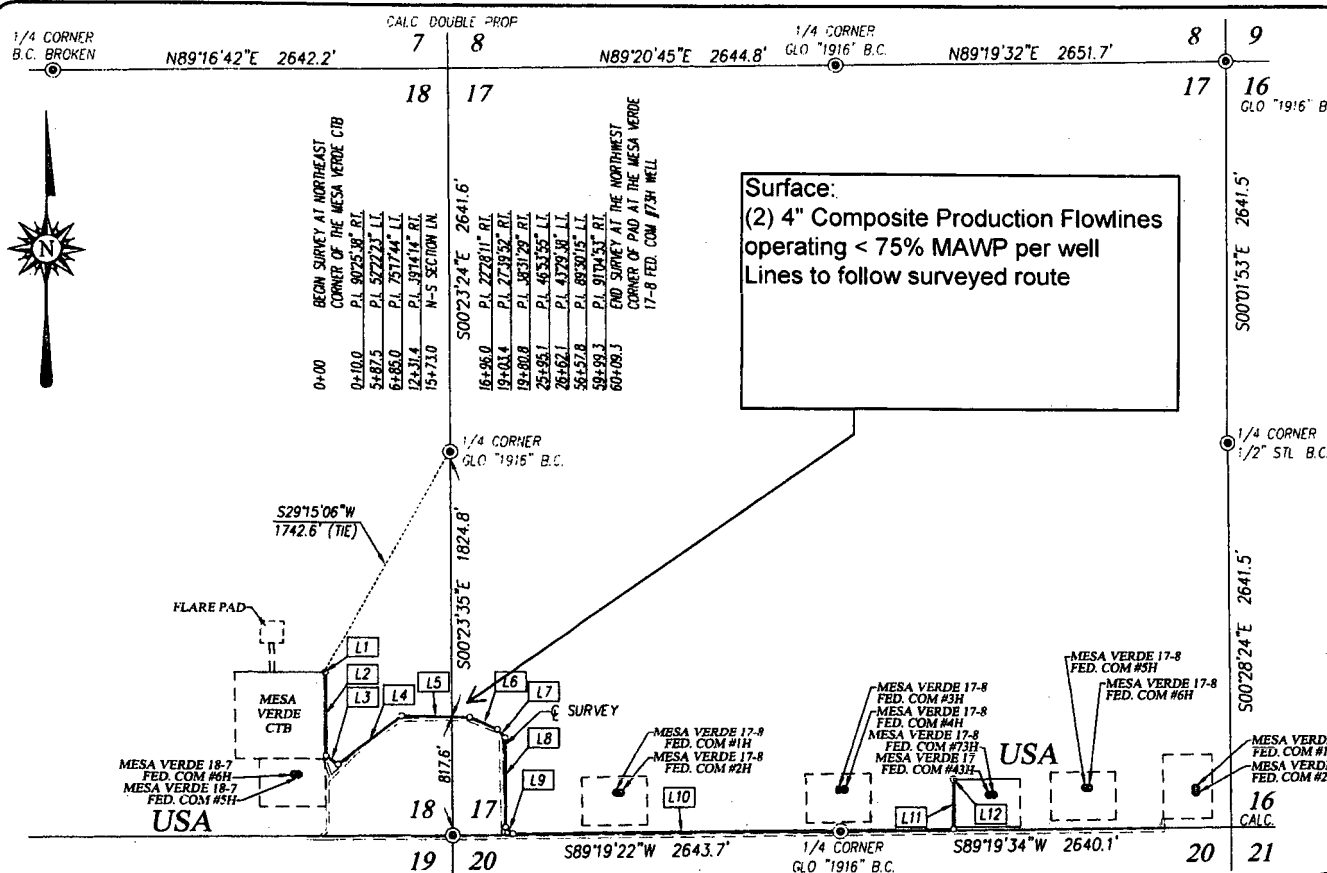 CALC DOUBLE PROP
1/4 CORNER
B.C. BROKEN
N89°16'42"E 2642.2'
7 8
N89°20'45"E 2644.8'
1/4 CORNER
GLO "1916" B.C.
N89°19'32"E 2651.7'
8 9
18 17
17 16
GLO "1916" B
N
0+00 BEGIN SURVEY AT NORTHEAST
CORNER OF THE MESA VERDE CTB
0+10.0 P.I. 90°25'38" RT.
5+87.5 P.I. 52°22'23" LT.
6+85.0 P.I. 75°17'44" LT.
12+31.4 P.I. 39°14'14" RT.
15+73.0 N-S SECTION LN.
16+96.0 P.I. 22°28'11" RT.
19+03.4 P.I. 27°39'52" RT.
19+80.8 P.I. 38°31'29" RT.
25+95.1 P.I. 46°53'55" LT.
26+62.1 P.I. 43°29'38" LT.
56+57.8 P.I. 89°30'15" LT.
59+99.3 P.I. 91°04'53" RT.
60+09.3 END SURVEY AT THE NORTHWEST
CORNER OF PAD AT THE MESA VERDE
17-8 FED. COM #73H WELL
S00°23'24"E 2641.6'
Surface:
(2) 4" Composite Production Flowlines
operating < 75% MAWP per well
Lines to follow surveyed route
S00°01'53"E 2641.5'
1/4 CORNER
GLO "1916" B.C.
1/4 CORNER
1/2" STL B.C.
S29°15'06"W
1742.6' (TIE)
S00°23'35"E 1824.8'
S00°28'24"E 2641.5'
FLARE PAD
L1
L2
L3
L4
L5
L6
L7
℄ SURVEY
L8
L9
MESA
VERDE
CTB
817.6'
MESA VERDE 18-7
FED. COM #6H
MESA VERDE 18-7
FED. COM #5H
USA
MESA VERDE 17-8
FED. COM #1H
MESA VERDE 17-8
FED. COM #2H
L10
MESA VERDE 17-8
FED. COM #3H
MESA VERDE 17-8
FED. COM #4H
MESA VERDE 17-8
FED. COM #73H
MESA VERDE 17
FED. COM #43H
USA
L11
L12
MESA VERDE 17-8
FED. COM #5H
MESA VERDE 17-8
FED. COM #6H
MESA VERD
FED. COM #1
MESA VERD
FED. COM #2
18 17
16
CALC.
19 20
S89°19'22"W 2643.7'
1/4 CORNER
GLO "1916" B.C.
S89°19'34"W 2640.1'
20 21